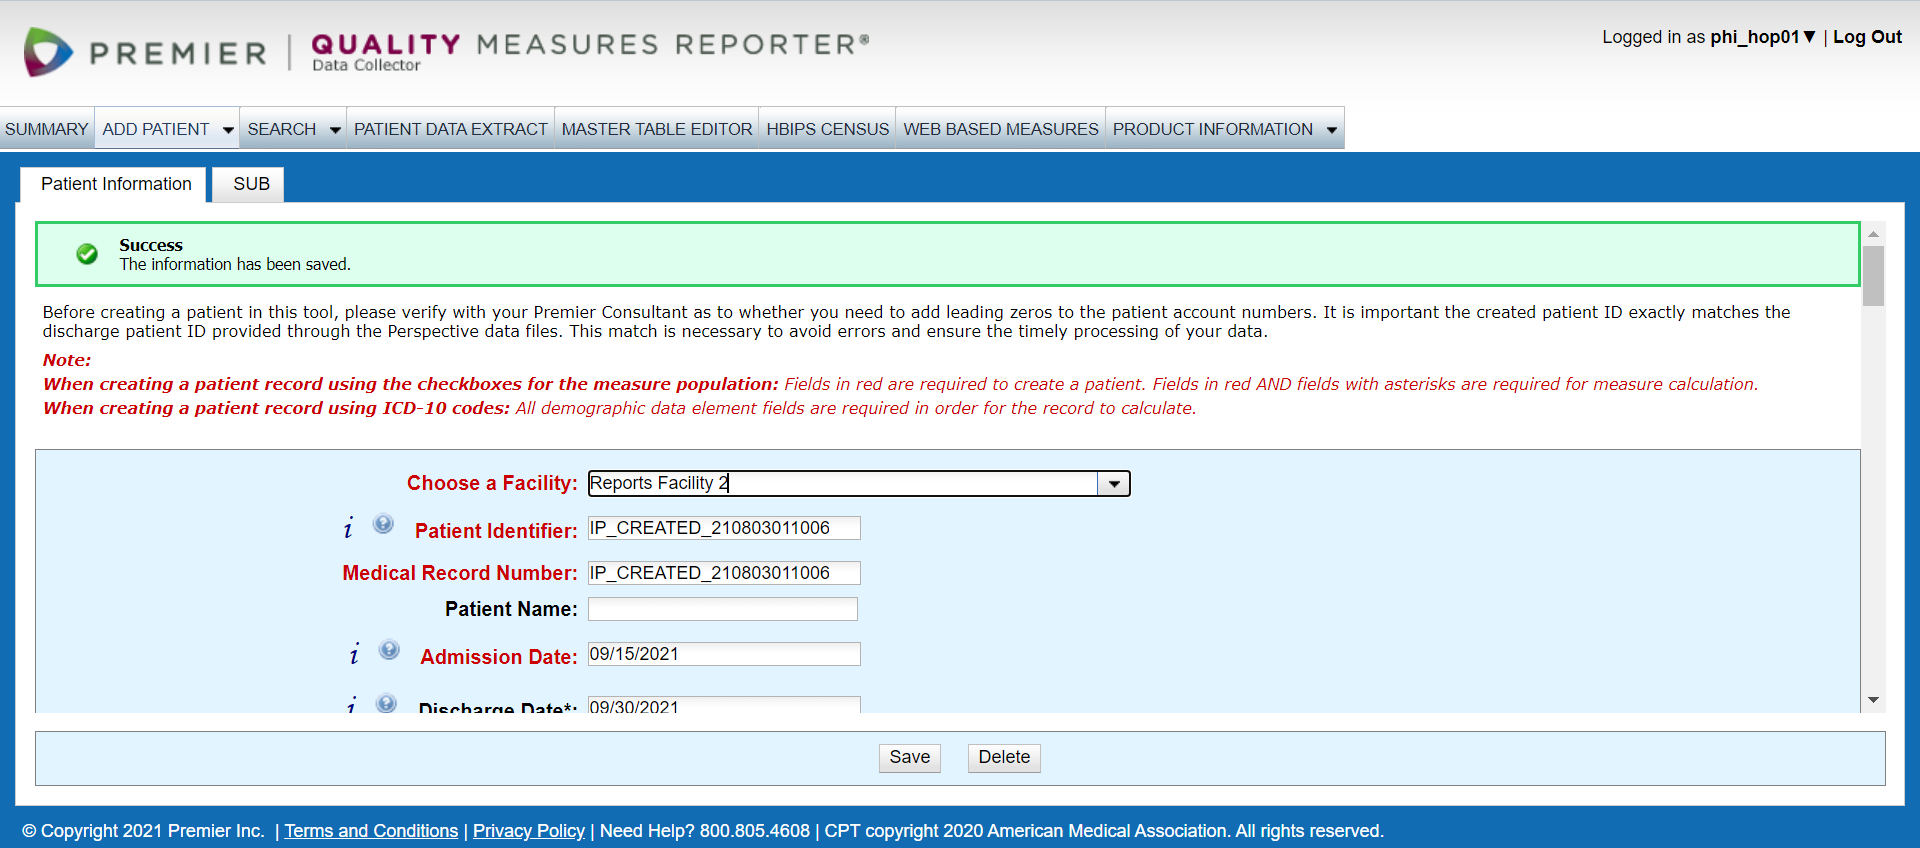 PREMIER | QUALITY MEASURES REPORTER®
Data Collector
Logged in as phi_hop01▼ | Log Out
SUMMARY ADD PATIENT SEARCH PATIENT DATA EXTRACT MASTER TABLE EDITOR HBIPS CENSUS WEB BASED MEASURES PRODUCT INFORMATION
Patient Information SUB
Success
The information has been saved.
Before creating a patient in this tool, please verify with your Premier Consultant as to whether you need to add leading zeros to the patient account numbers. It is important the created patient ID exactly matches the
discharge patient ID provided through the Perspective data files. This match is necessary to avoid errors and ensure the timely processing of your data.
Note:
When creating a patient record using the checkboxes for the measure population: Fields in red are required to create a patient. Fields in red AND fields with asterisks are required for measure calculation.
When creating a patient record using ICD-10 codes: All demographic data element fields are required in order for the record to calculate.
Choose a Facility: Reports Facility 2
i ? Patient Identifier: IP_CREATED_210803011006
Medical Record Number: IP_CREATED_210803011006
Patient Name:
i ? Admission Date: 09/15/2021
i ? Discharge Date*: 09/30/2021
Save Delete
© Copyright 2021 Premier Inc. | Terms and Conditions | Privacy Policy | Need Help? 800.805.4608 | CPT copyright 2020 American Medical Association. All rights reserved.